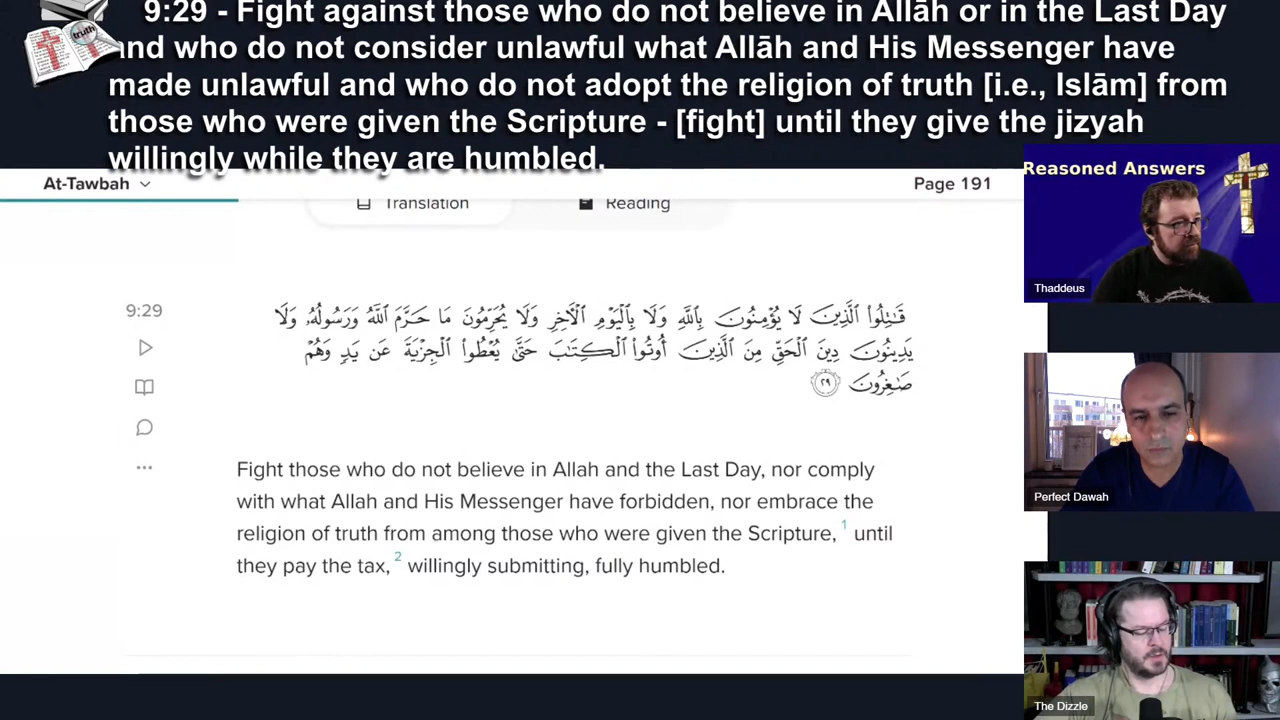 9:29 - Fight against those who do not believe in Allāh or in the Last Day
and who do not consider unlawful what Allāh and His Messenger have
made unlawful and who do not adopt the religion of truth [i.e., Islām] from
those who were given the Scripture - [fight] until they give the jizyah
willingly while they are humbled.
truth
At-Tawbah
Page 191
Translation
Reading
Reasoned Answers
Thaddeus
9:29
قَـٰتِلُوا۟ ٱلَّذِينَ لَا يُؤْمِنُونَ بِٱللَّهِ وَلَا بِٱلْيَوْمِ ٱلْـَٔاخِرِ وَلَا يُحَرِّمُونَ مَا حَرَّمَ ٱللَّهُ وَرَسُولُهُۥ وَلَا
يَدِينُونَ دِينَ ٱلْحَقِّ مِنَ ٱلَّذِينَ أُوتُوا۟ ٱلْكِتَـٰبَ حَتَّىٰ يُعْطُوا۟ ٱلْجِزْيَةَ عَن يَدٍۢ وَهُمْ
صَـٰغِرُونَ ٢٩
Fight those who do not believe in Allah and the Last Day, nor comply
with what Allah and His Messenger have forbidden, nor embrace the
religion of truth from among those who were given the Scripture, 1 until
they pay the tax, 2 willingly submitting, fully humbled.
Perfect Dawah
The Dizzle